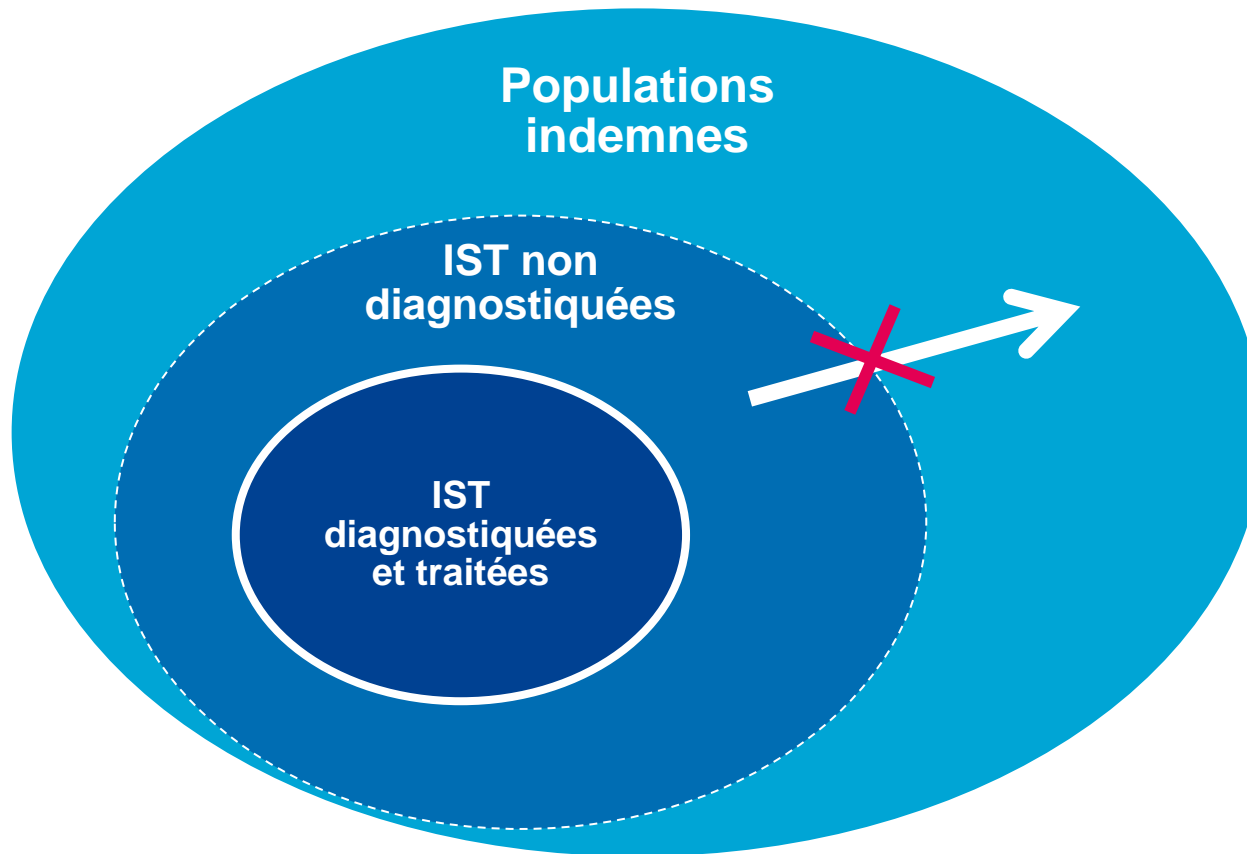 Populations
indemnes
IST non
diagnostiquées
IST
diagnostiquées
et traitées